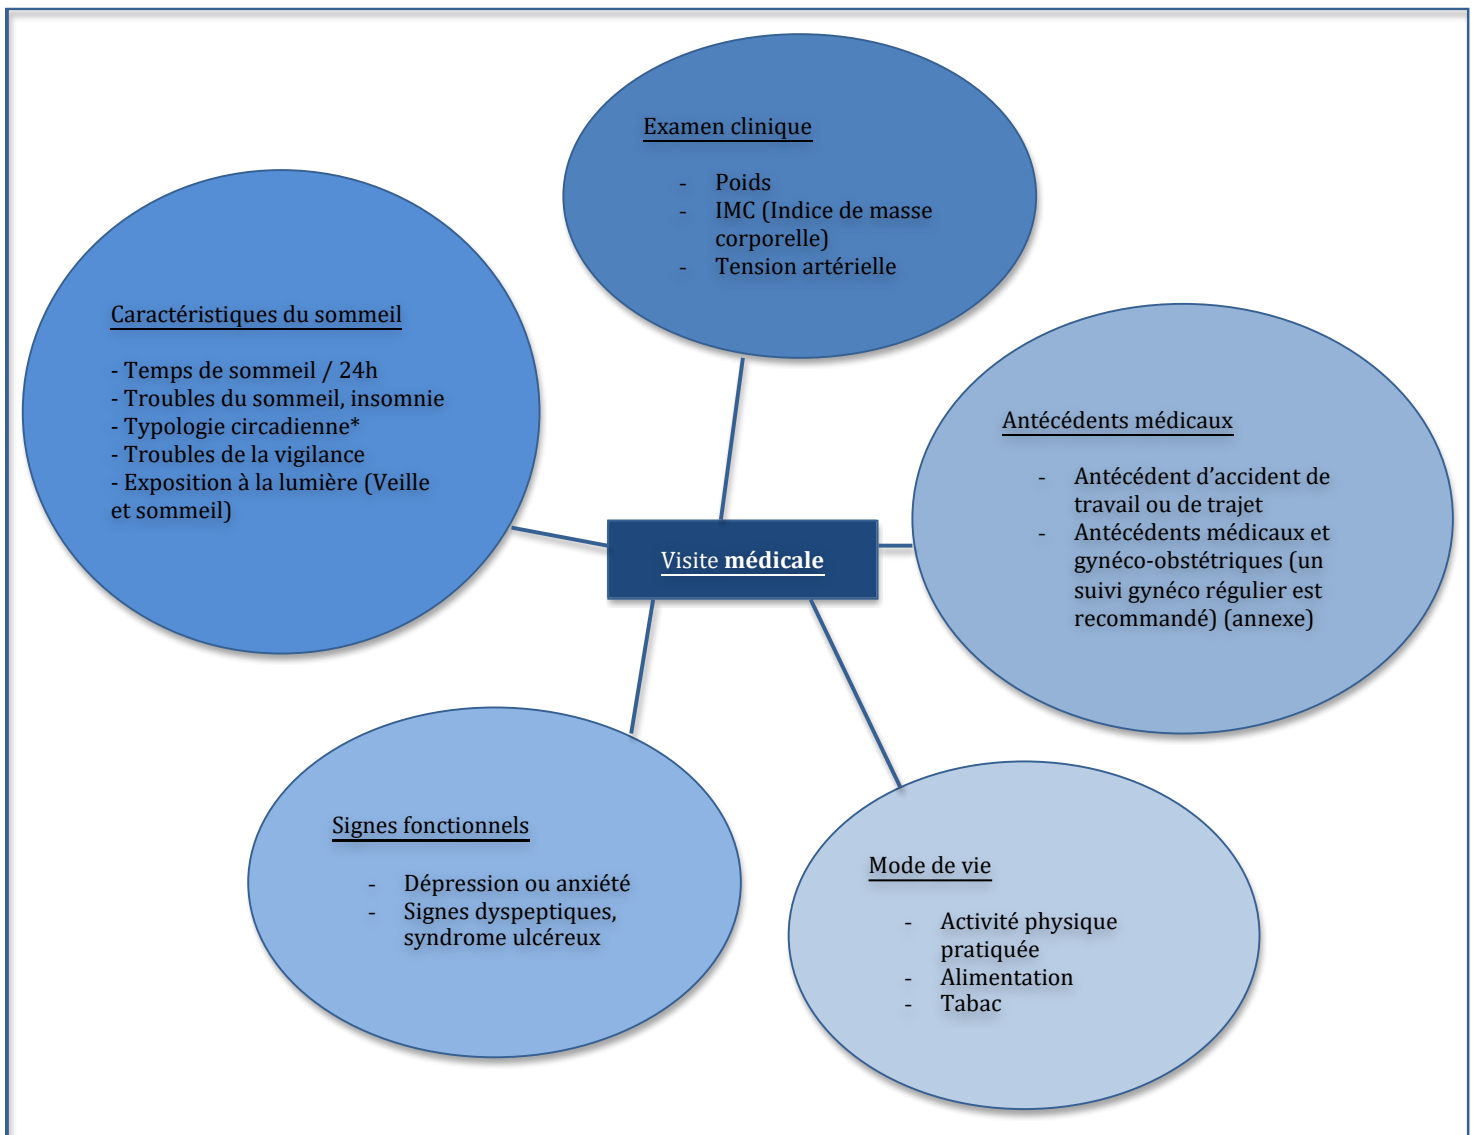 Examen clinique
- Poids
- IMC (Indice de masse
corporelle)
- Tension artérielle
Caractéristiques du sommeil
- Temps de sommeil / 24h
- Troubles du sommeil, insomnie
- Typologie circadienne*
- Troubles de la vigilance
- Exposition à la lumière (Veille
et sommeil)
Antécédents médicaux
- Antécédent d’accident de
travail ou de trajet
- Antécédents médicaux et
gynéco-obstétriques (un
suivi gynéco régulier est
recommandé) (annexe)
Visite médicale
Signes fonctionnels
- Dépression ou anxiété
- Signes dyspeptiques,
syndrome ulcéreux
Mode de vie
- Activité physique
pratiquée
- Alimentation
- Tabac